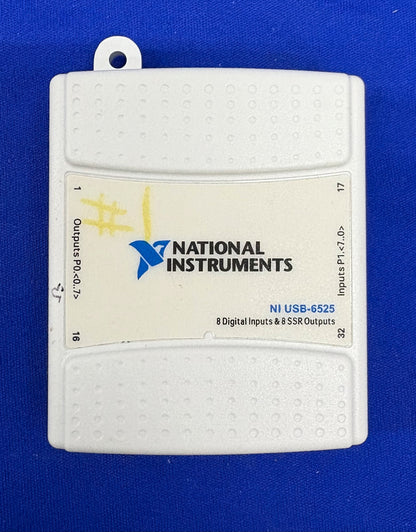 #1
NATIONAL
INSTRUMENTS
NI USB-6525
8 Digital Inputs & 8 SSR Outputs
1
Outputs P0.<0..7>
16
17
Inputs P1.<7..0>
32